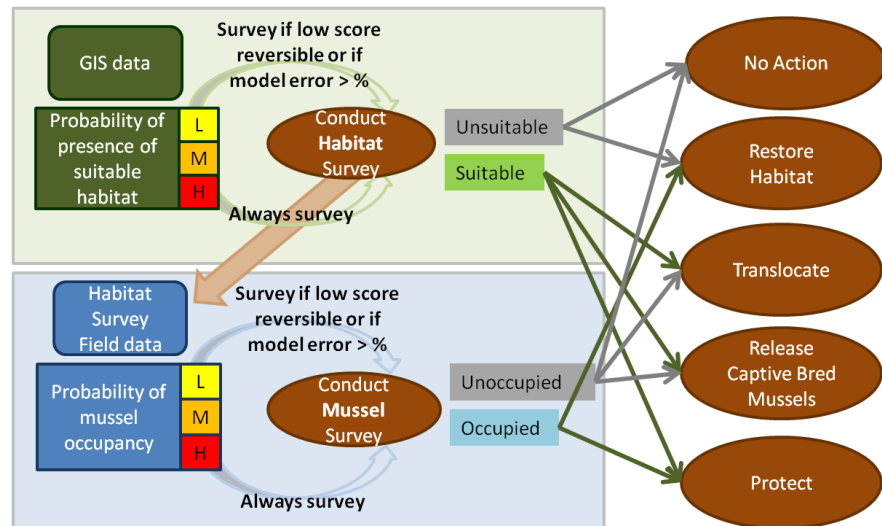 GIS data
Survey if low score
reversible or if
model error > %
Probability of
presence of
suitable
habitat
L
M
H
Conduct
Habitat
Survey
Always survey
Unsuitable
Suitable
Habitat
Survey
Field data
Survey if low score
reversible or if
model error > %
Probability of
mussel
occupancy
L
M
H
Conduct
Mussel
Survey
Always survey
Unoccupied
Occupied
No Action
Restore
Habitat
Translocate
Release
Captive Bred
Mussels
Protect